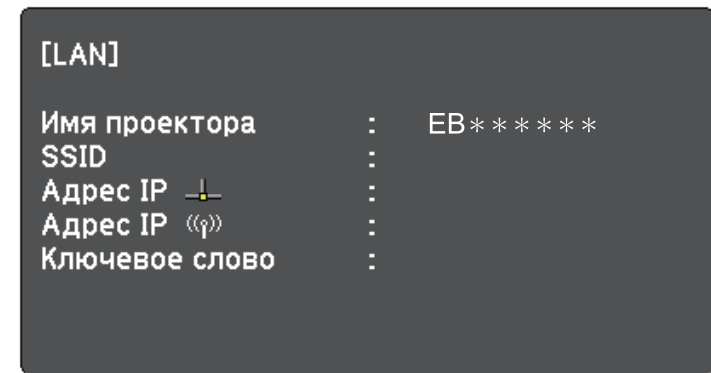 [LAN]
Имя проектора : EB∗∗∗∗∗∗
SSID :
Адрес IP :
Адрес IP :
Ключевое слово :